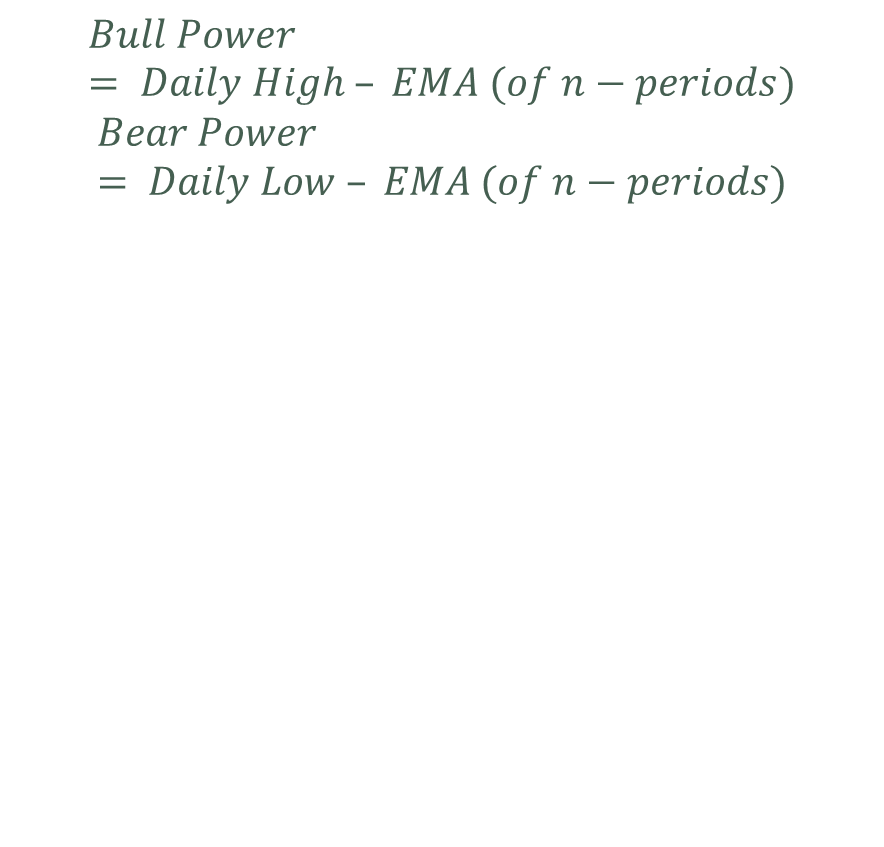 Bull Power
= Daily High – EMA (of n − periods)
Bear Power
= Daily Low – EMA (of n − periods)